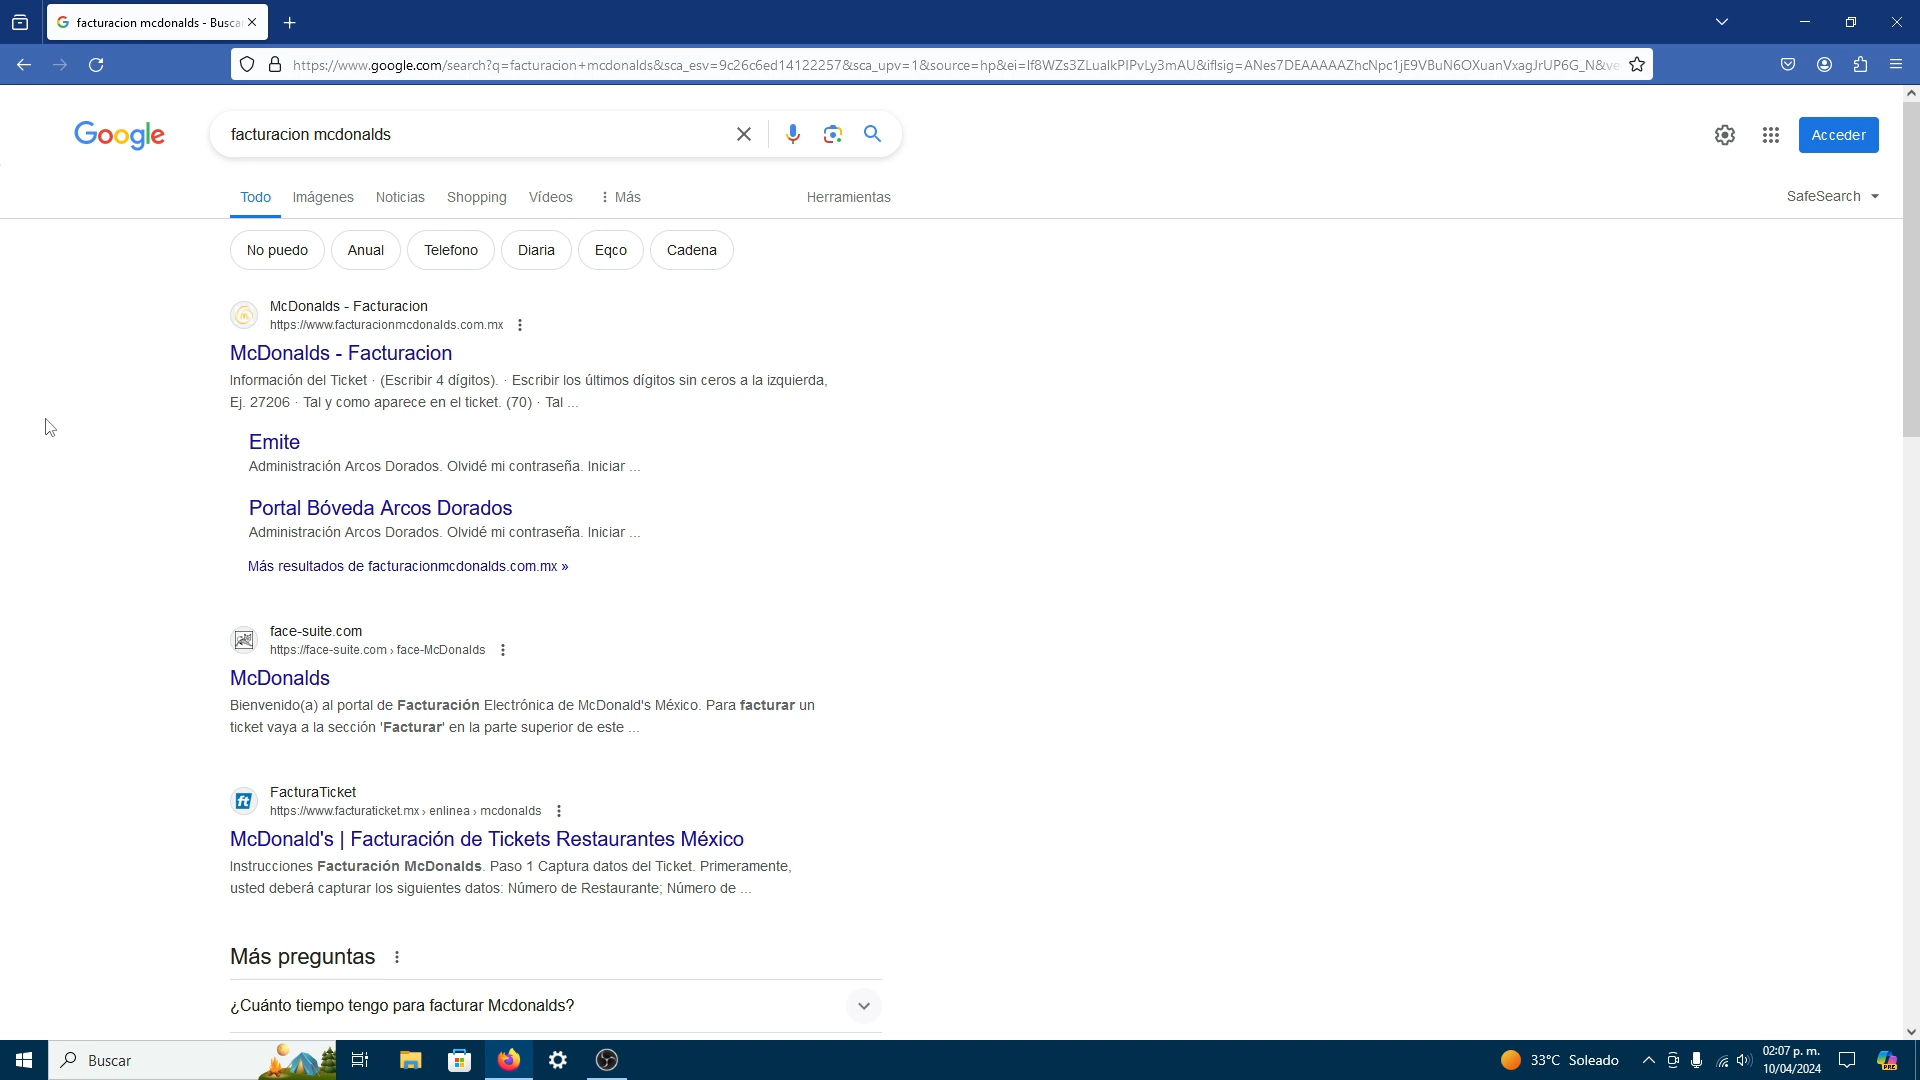 facturacion mcdonalds - Busca
https://www.google.com/search?q=facturacion+mcdonalds&sca_esv=9c26c6ed14122257&sca_upv=1&source=hp&ei=
Google
facturacion mcdonalds
Acceder
Todo Imágenes Noticias Shopping Vídeos Más Herramientas SafeSearch
No puedo Anual Telefono Diaria Eqco Cadena
McDonalds - Facturacion
https://www.facturacionmcdonalds.com.mx
McDonalds - Facturacion
Información del Ticket · (Escribir 4 dígitos). · Escribir los últimos dígitos sin ceros a la izquierda,
Ej. 27206 · Tal y como aparece en el ticket. (70) · Tal ...
Emite
Administración Arcos Dorados. Olvidé mi contraseña. Iniciar ...
Portal Bóveda Arcos Dorados
Administración Arcos Dorados. Olvidé mi contraseña. Iniciar ...
Más resultados de facturacionmcdonalds.com.mx »
face-suite.com
https://face-suite.com › face-McDonalds
McDonalds
Bienvenido(a) al portal de Facturación Electrónica de McDonald's México. Para facturar un
ticket vaya a la sección 'Facturar' en la parte superior de este ...
ft
FacturaTicket
https://www.facturaticket.mx › enlinea › mcdonalds
McDonald's | Facturación de Tickets Restaurantes México
Instrucciones Facturación McDonalds. Paso 1 Captura datos del Ticket. Primeramente,
usted deberá capturar los siguientes datos: Número de Restaurante; Número de ...
Más preguntas
¿Cuánto tiempo tengo para facturar Mcdonalds?
Buscar
33°C Soleado
02:07 p. m.
10/04/2024
PRE